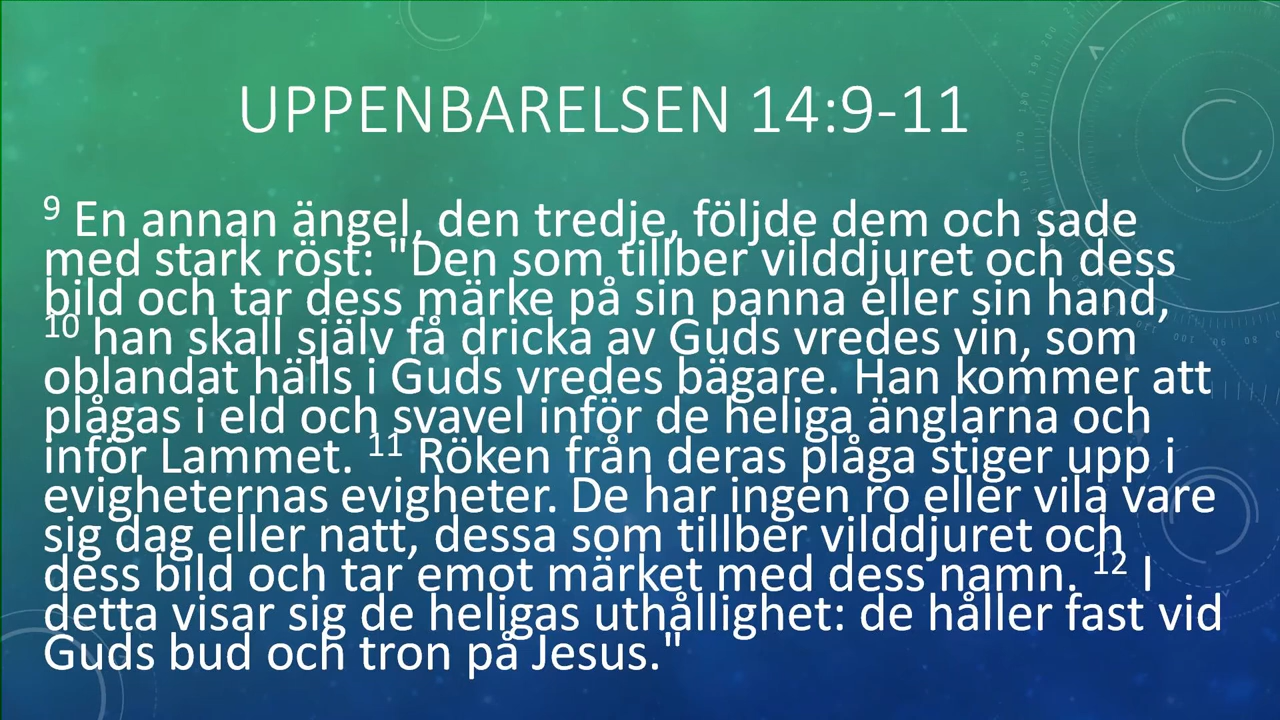 UPPENBARELSEN 14:9-11
9 En annan ängel, den tredje, följde dem och sade
med stark röst: "Den som tillber vilddjuret och dess
bild och tar dess märke på sin panna eller sin hand,
10 han skall själv få dricka av Guds vredes vin, som
oblandat hälls i Guds vredes bägare. Han kommer att
plågas i eld och svavel inför de heliga änglarna och
inför Lammet. 11 Röken från deras plåga stiger upp i
evigheternas evigheter. De har ingen ro eller vila vare
sig dag eller natt, dessa som tillber vilddjuret och
dess bild och tar emot märket med dess namn. 12 I
detta visar sig de heligas uthållighet: de håller fast vid
Guds bud och tron på Jesus."